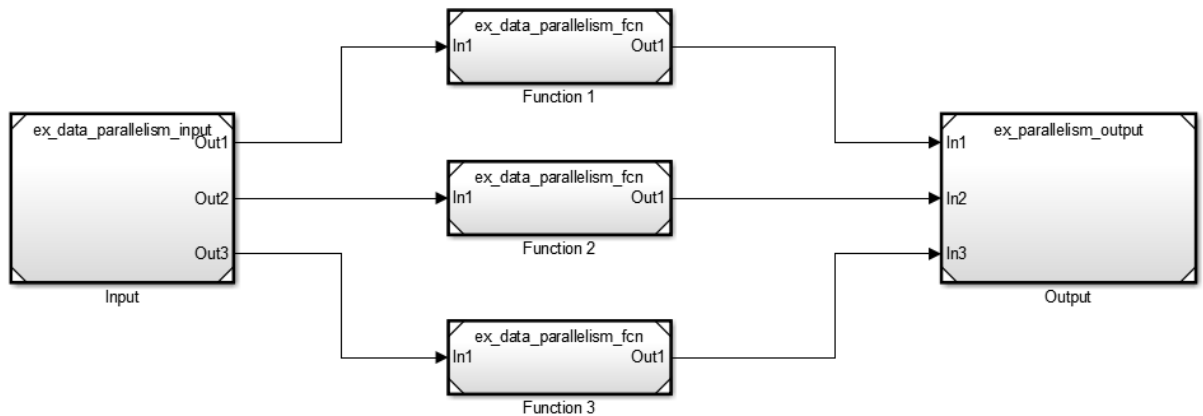 ex_data_parallelism_fcn
In1
Out1
Function 1
ex_data_parallelism_input
Out1
Out2
Out3
Input
ex_data_parallelism_fcn
In1
Out1
Function 2
ex_data_parallelism_fcn
In1
Out1
Function 3
ex_parallelism_output
In1
In2
In3
Output